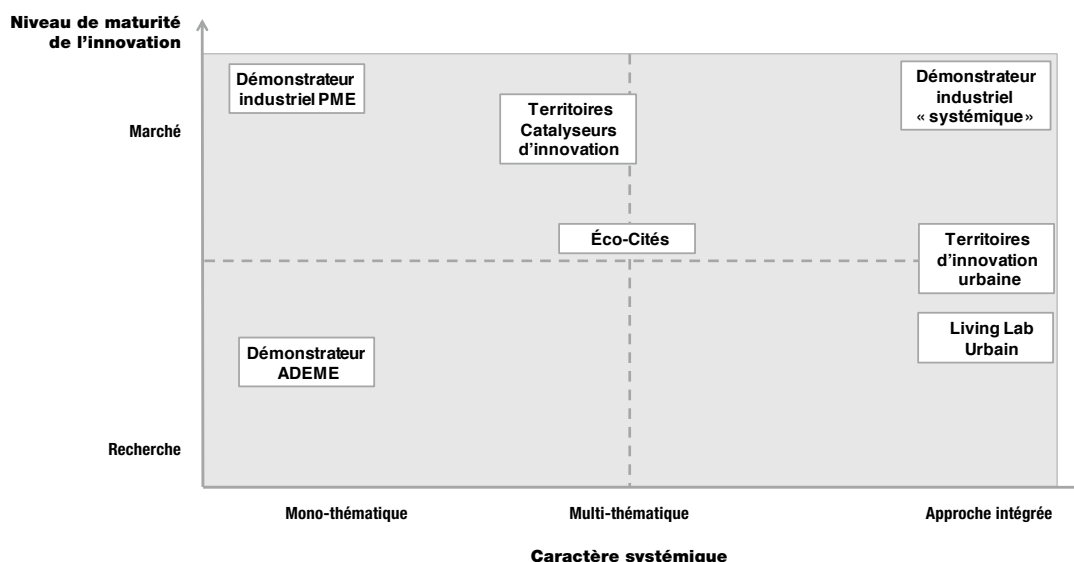 Niveau de maturité
de l'innovation
Démonstrateur
industriel PME
Territoires
Catalyseurs
d'innovation
Démonstrateur
industriel
« systémique »
Marché
Éco-Cités
Territoires
d'innovation
urbaine
Living Lab
Urbain
Démonstrateur
ADEME
Recherche
Mono-thématique
Multi-thématique
Approche intégrée
Caractère systémique